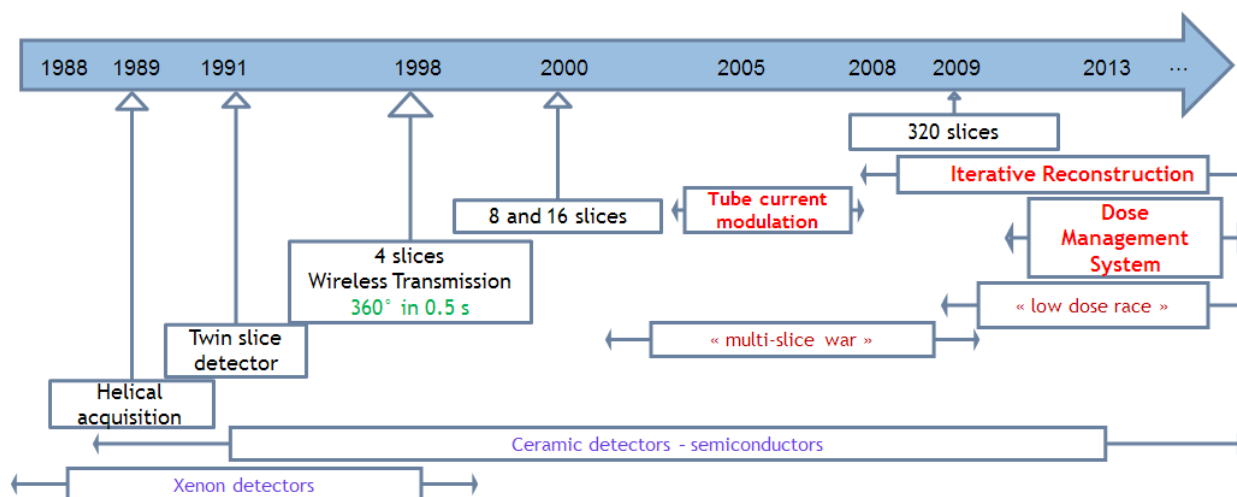 1988 1989 1991 1998 2000 2005 2008 2009 2013 ...
320 slices
Iterative Reconstruction
Tube current
modulation
8 and 16 slices
Dose
Management
System
4 slices
Wireless Transmission
360° in 0.5 s
« low dose race »
Twin slice
detector
« multi-slice war »
Helical
acquisition
Ceramic detectors - semiconductors
Xenon detectors